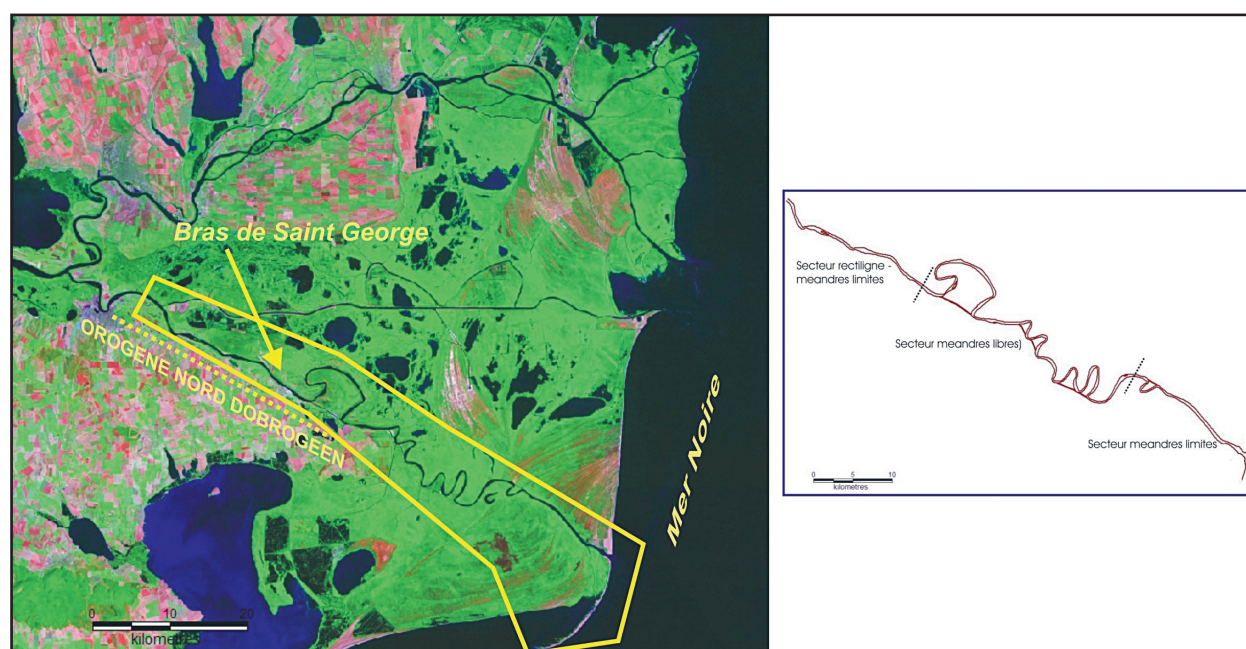 Bras de Saint George
OROGENE NORD DOBROGEEN
Mer Noire
0 10 20
kilometres
Secteur rectiligne -
meandres limites
Secteur meandres libres)
Secteur meandres limites
0 5 10
kilometres